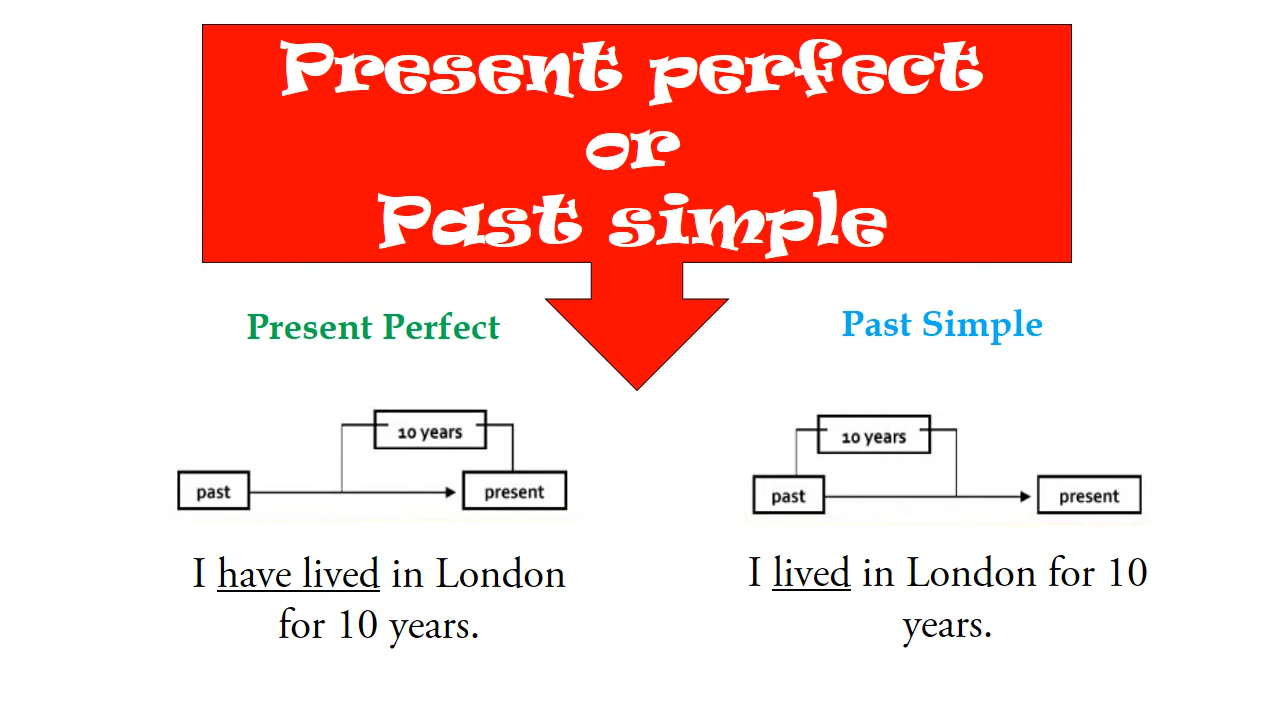 Present perfect
or
Past simple
Present Perfect
Past Simple
10 years
past
present
10 years
past
present
I have lived in London
for 10 years.
I lived in London for 10
years.